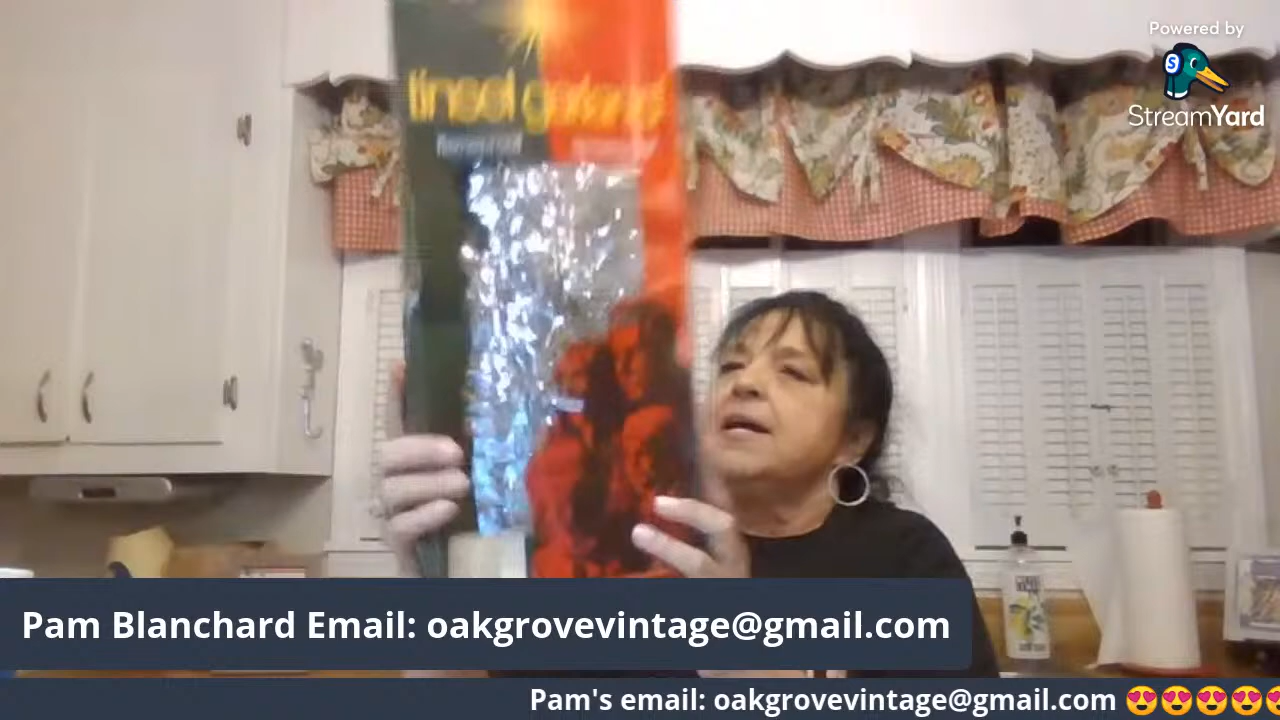 Powered by
StreamYard
tinsel garland
Pam Blanchard Email: oakgrovevintage@gmail.com
Pam's email: oakgrovevintage@gmail.com 😍😍😍😍😍